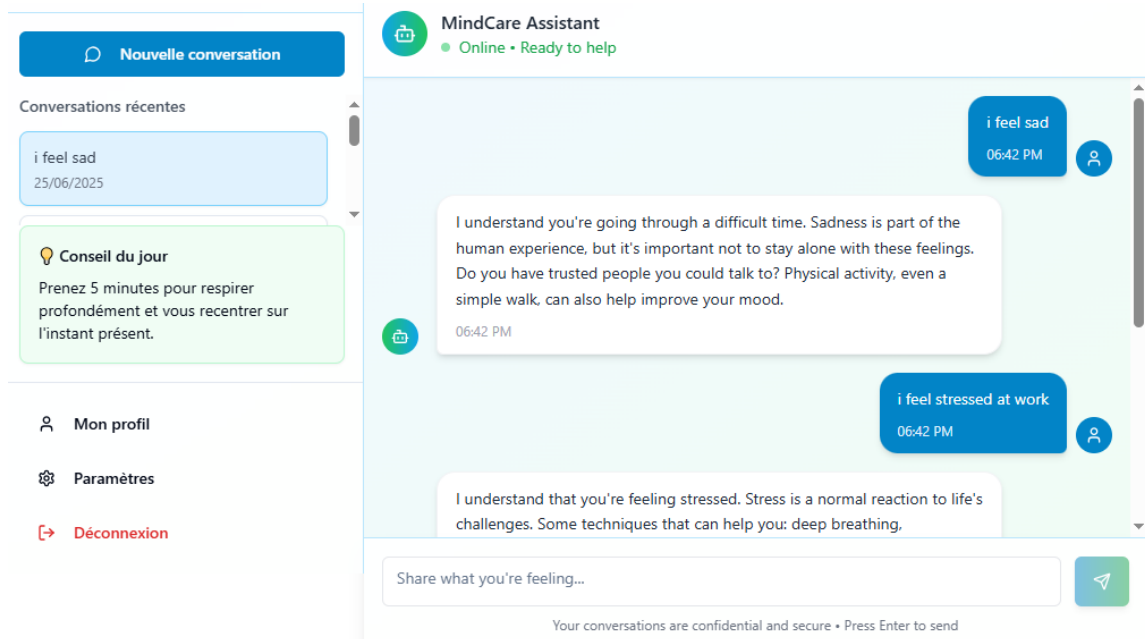 Nouvelle conversation
Conversations récentes
i feel sad
25/06/2025
Conseil du jour
Prenez 5 minutes pour respirer
profondément et vous recentrer sur
l'instant présent.
Mon profil
Paramètres
Déconnexion
MindCare Assistant
Online • Ready to help
i feel sad
06:42 PM
I understand you're going through a difficult time. Sadness is part of the
human experience, but it's important not to stay alone with these feelings.
Do you have trusted people you could talk to? Physical activity, even a
simple walk, can also help improve your mood.
06:42 PM
i feel stressed at work
06:42 PM
I understand that you're feeling stressed. Stress is a normal reaction to life's
challenges. Some techniques that can help you: deep breathing,
Share what you're feeling...
Your conversations are confidential and secure • Press Enter to send